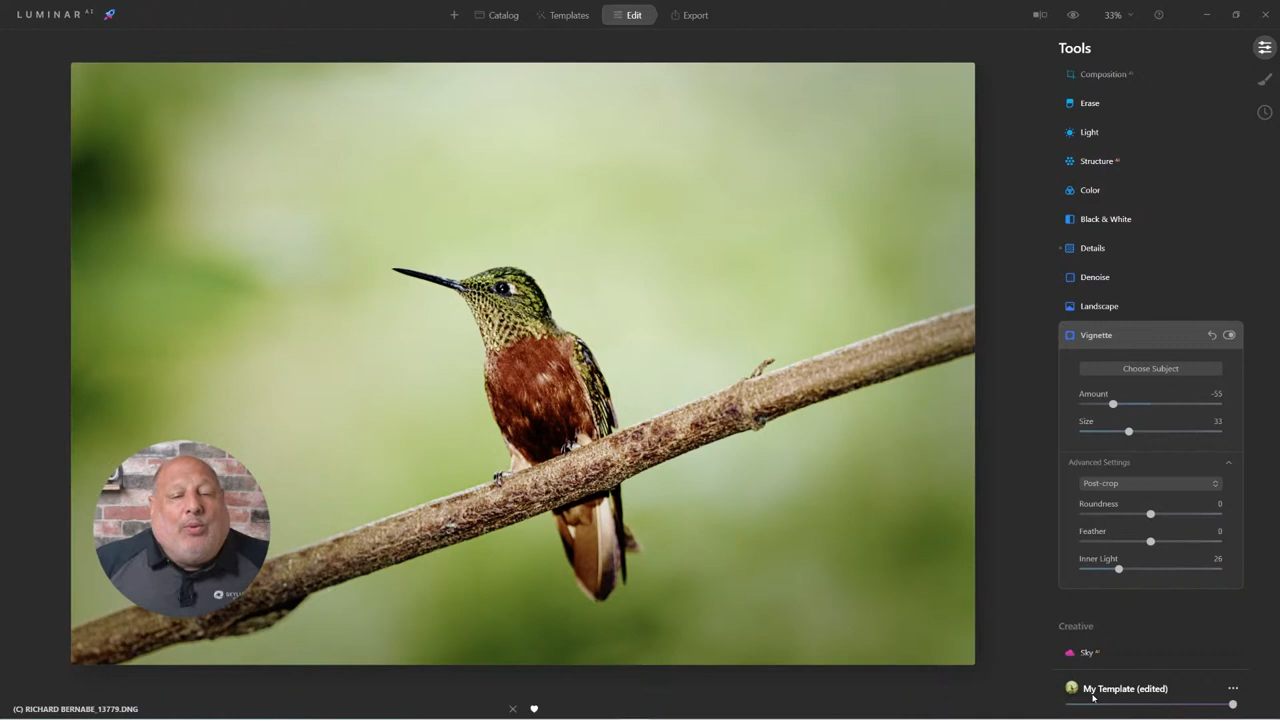 LUMINAR AI
Catalog
Templates
Edit
Export
33%
Tools
Composition AI
Erase
Light
Structure AI
Color
Black & White
Details
Denoise
Landscape
Vignette
Choose Subject
Amount -55
Size 33
Advanced Settings
Post-crop
Roundness 0
Feather 0
Inner Light 26
Creative
Sky AI
My Template (edited)
(C) RICHARD BERNABE_13779.DNG